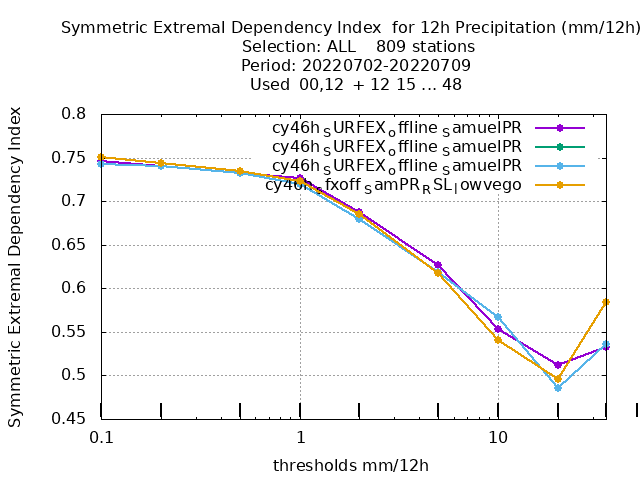 Symmetric Extremal Dependency Index for 12h Precipitation (mm/12h)
Selection: ALL 809 stations
Period: 20220702-20220709
Used 00,12 + 12 15 ... 48
Symmetric Extremal Dependency Index
0.8
0.75
0.7
0.65
0.6
0.55
0.5
0.45
cy46h_SURFEX_offline_SamuelPR
cy46h_SURFEX_offline_SamuelPR
cy46h_SURFEX_offline_SamuelPR
cy46h_sfxoff_SamPR_RSL_lowvego
0.1 1 10
thresholds mm/12h